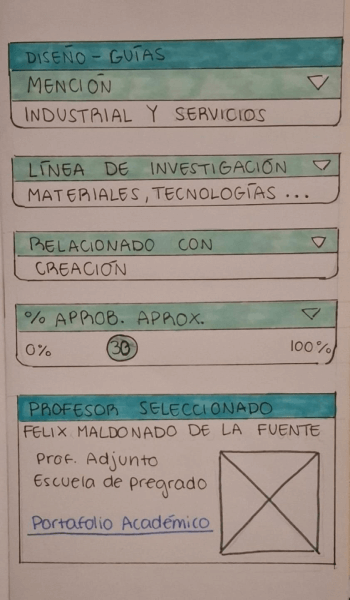 DISEÑO - GUÍAS
MENCIÓN
INDUSTRIAL Y SERVICIOS
LÍNEA DE INVESTIGACIÓN
MATERIALES, TECNOLOGÍAS ...
RELACIONADO CON
CREACIÓN
% APROB. APROX.
0% 30 100%
PROFESOR SELECCIONADO
FELIX MALDONADO DE LA FUENTE
Prof. Adjunto
Escuela de Pregrado
Portafolio Académico